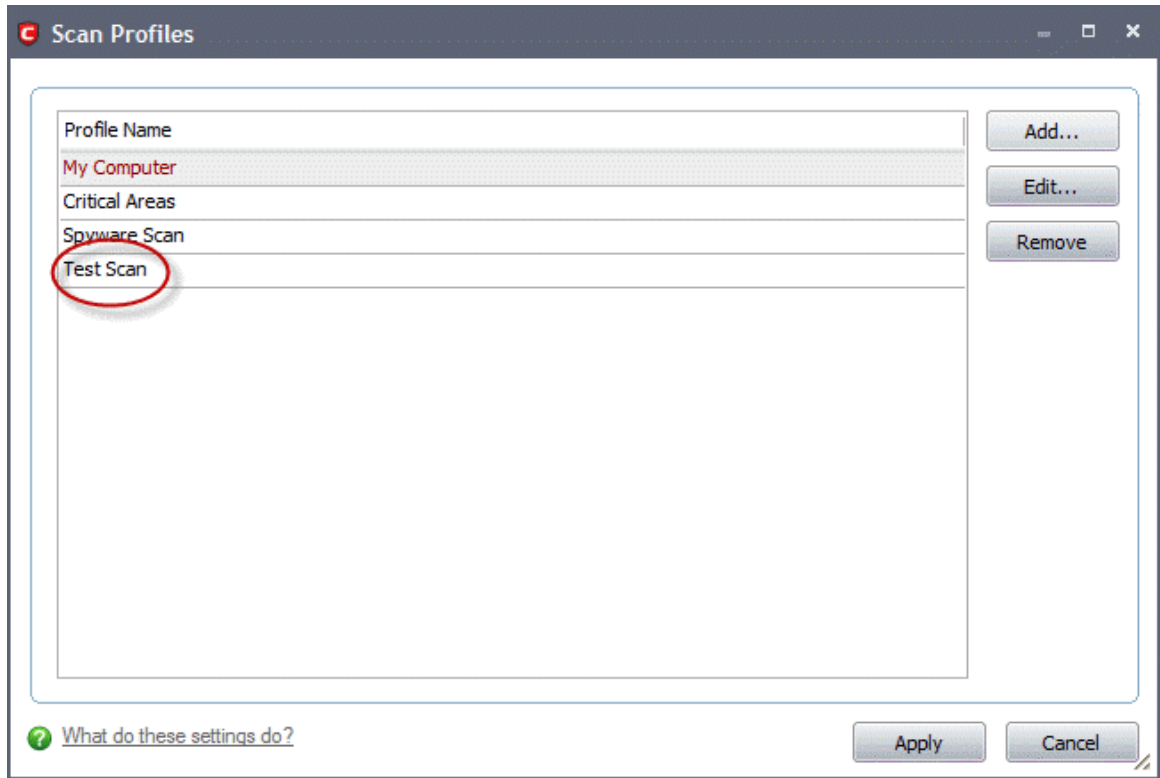 Scan Profiles
Profile Name
My Computer
Critical Areas
Spyware Scan
Test Scan
Add...
Edit...
Remove
What do these settings do?
Apply
Cancel